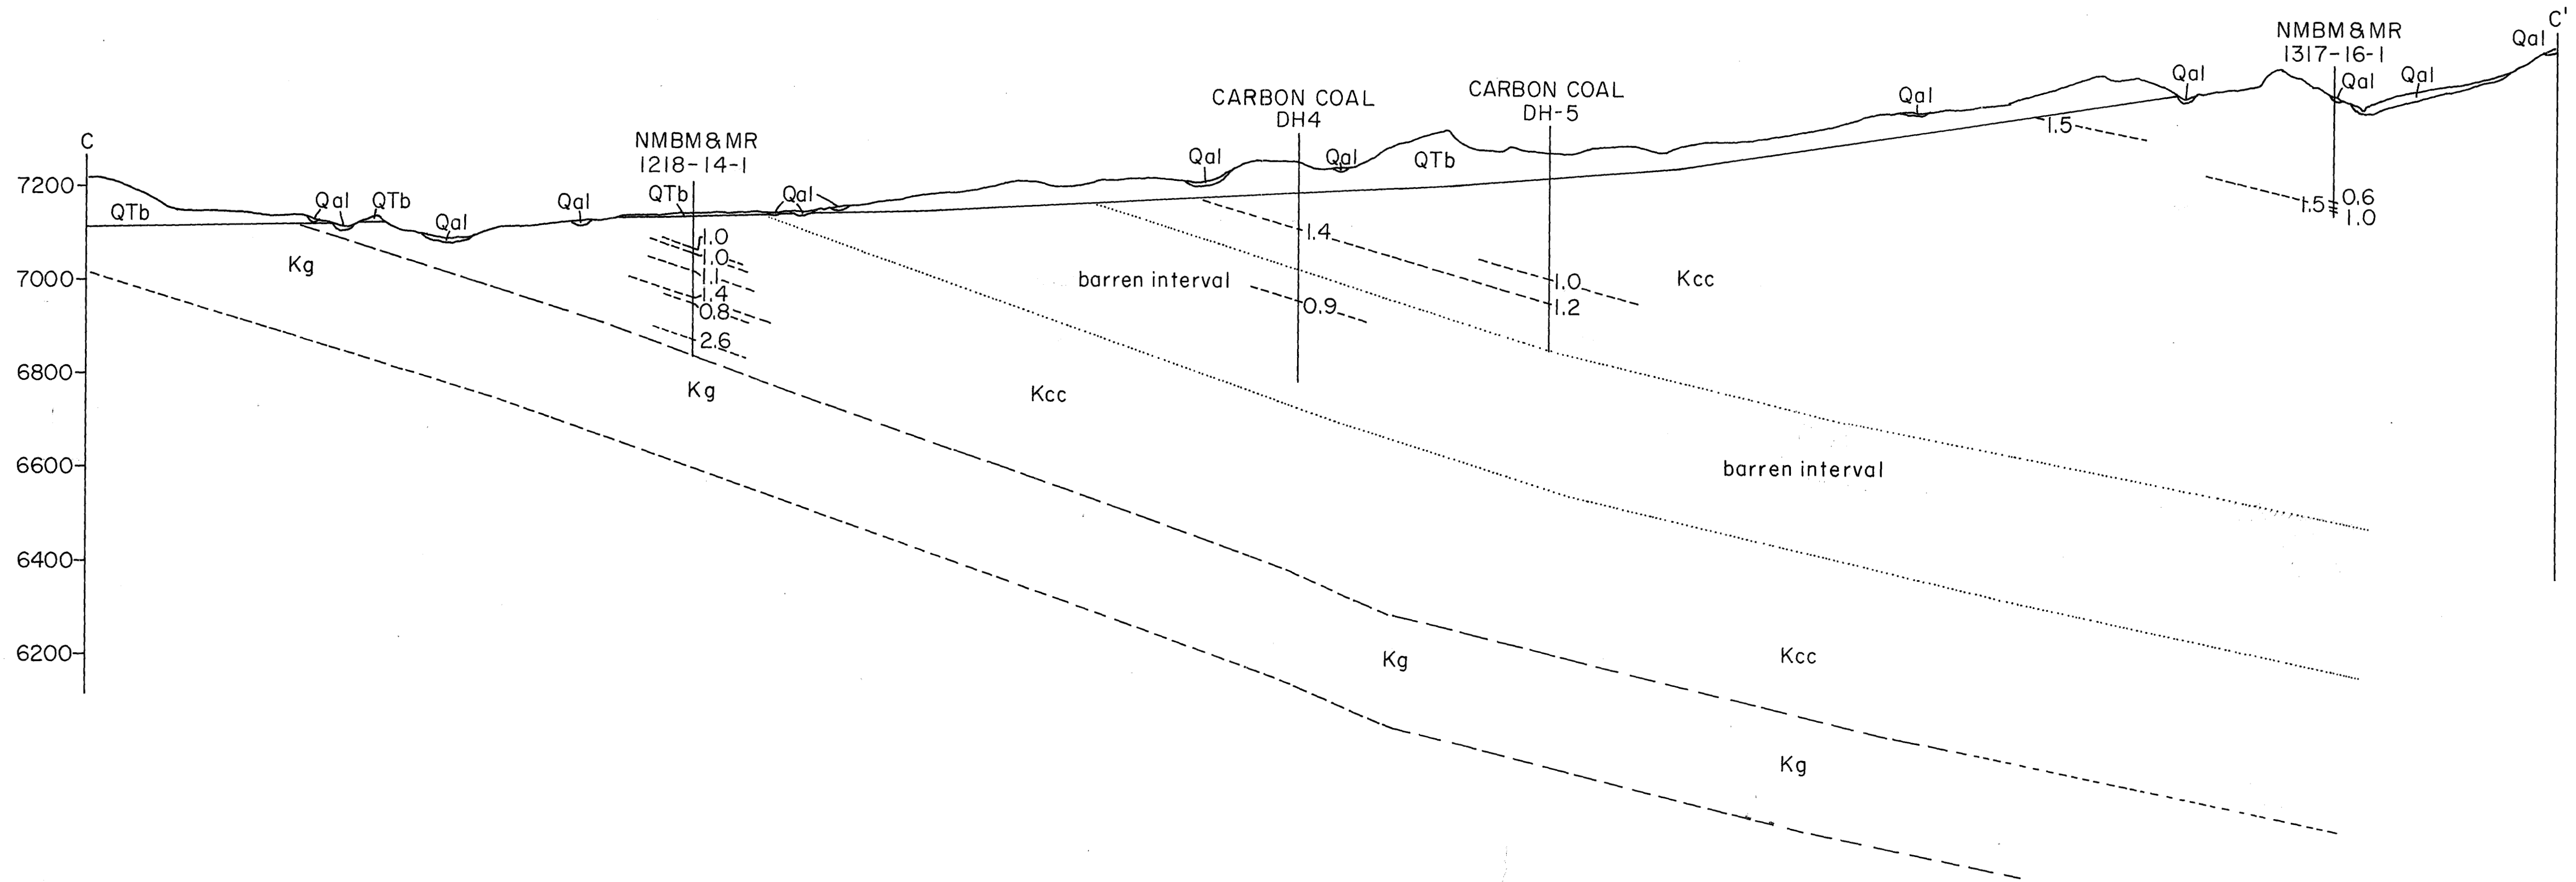 C'
NMBM & MR
1317-16-1
Qal
Qal
Qal
Qal
Qal
CARBON COAL
DH-5
CARBON COAL
DH4
NMBM & MR
1218-14-1
C
7200
7000
6800
6600
6400
6200
QTb
Qal
QTb
Qal
Qal
QTb
Qal
Qal
Qal
QTb
1.5
1.5
0.6
1.0
1.0
1.0
1.1
1.4
0.8
2.6
1.4
0.9
1.0
1.2
Kg
Kg
Kcc
barren interval
Kcc
barren interval
Kg
Kcc
Kg